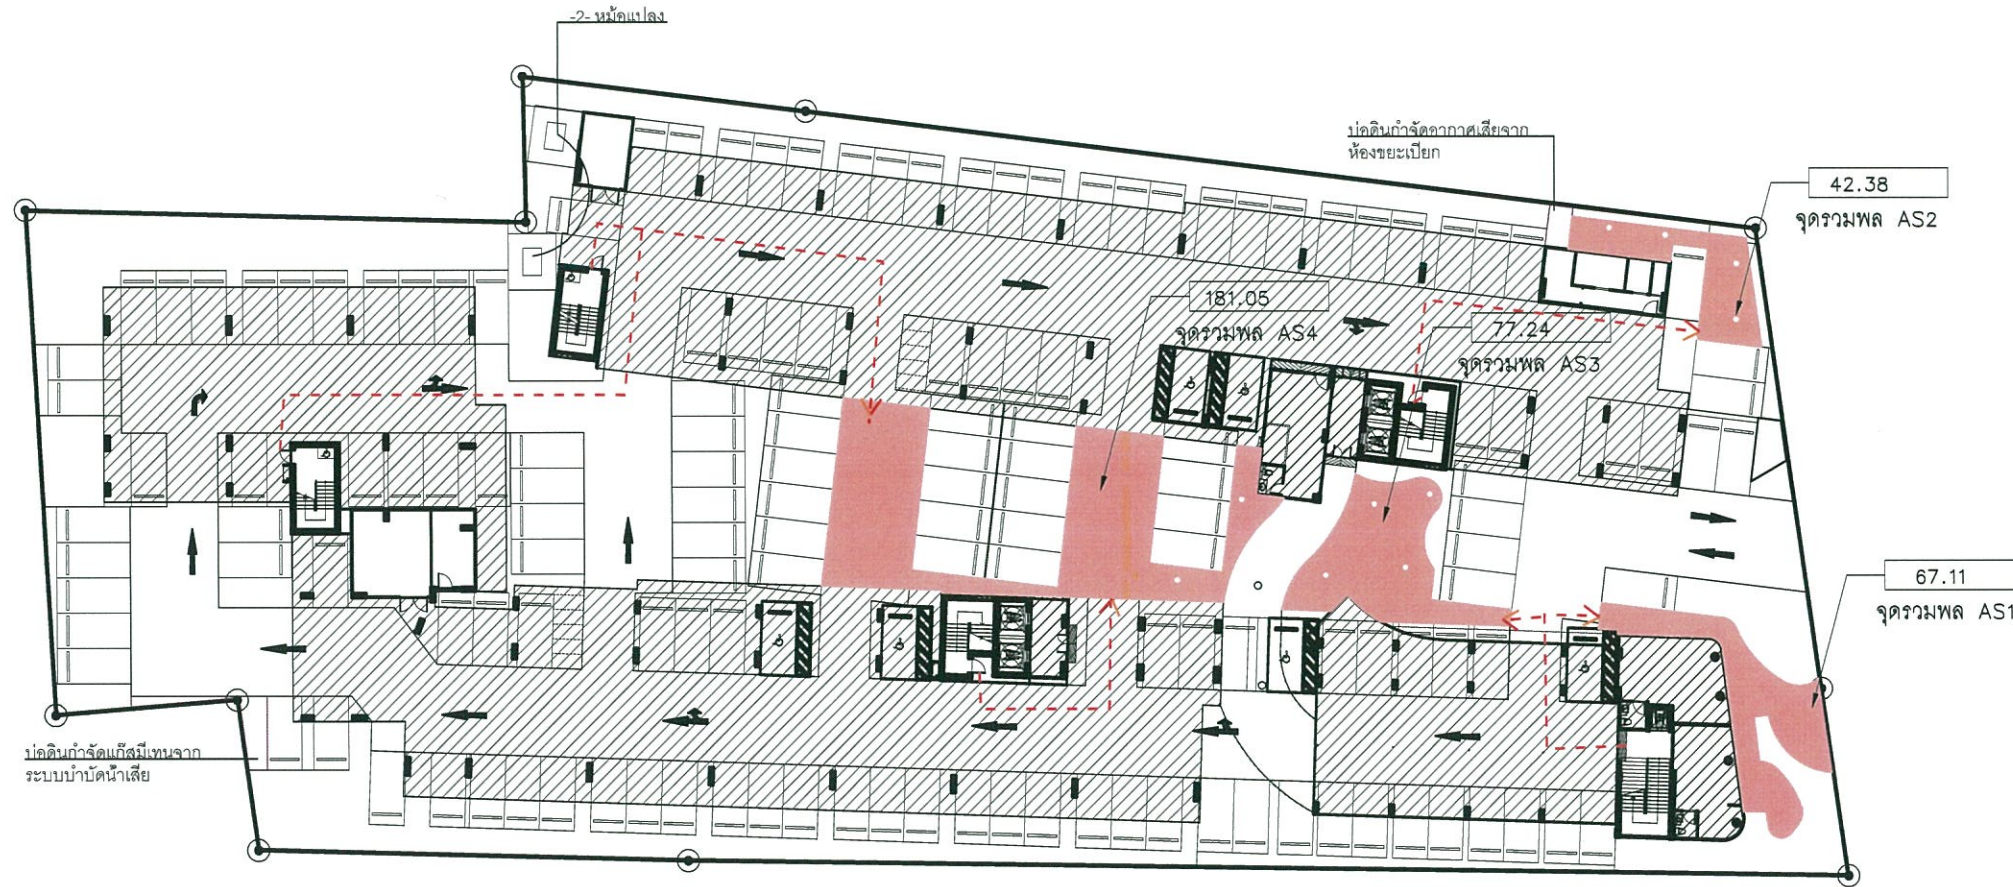 -2- หม้อแปลง
บ่อดินกำจัดอากาศเสียจาก
ห้องขยะเปียก
42.38
จุดรวมพล AS2
181.05
จุดรวมพล AS4
77.24
จุดรวมพล AS3
67.11
จุดรวมพล AS1
บ่อดินกำจัดแก๊สมีเทนจาก
ระบบบำบัดน้ำเสีย